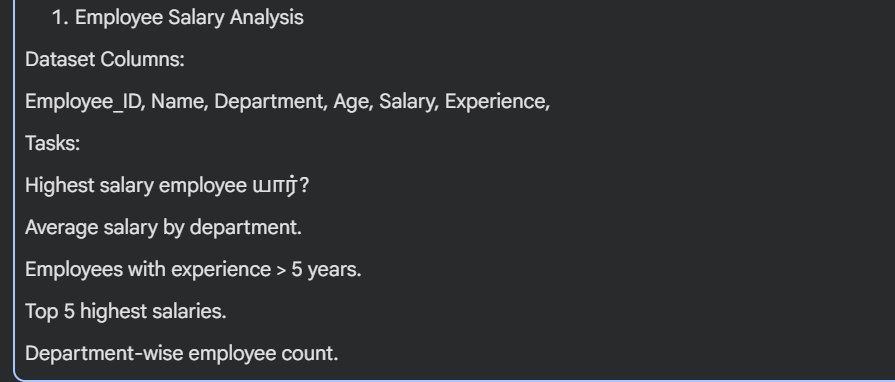 1. Employee Salary Analysis
Dataset Columns:
Employee_ID, Name, Department, Age, Salary, Experience,
Tasks:
Highest salary employee யார்?
Average salary by department.
Employees with experience > 5 years.
Top 5 highest salaries.
Department-wise employee count.